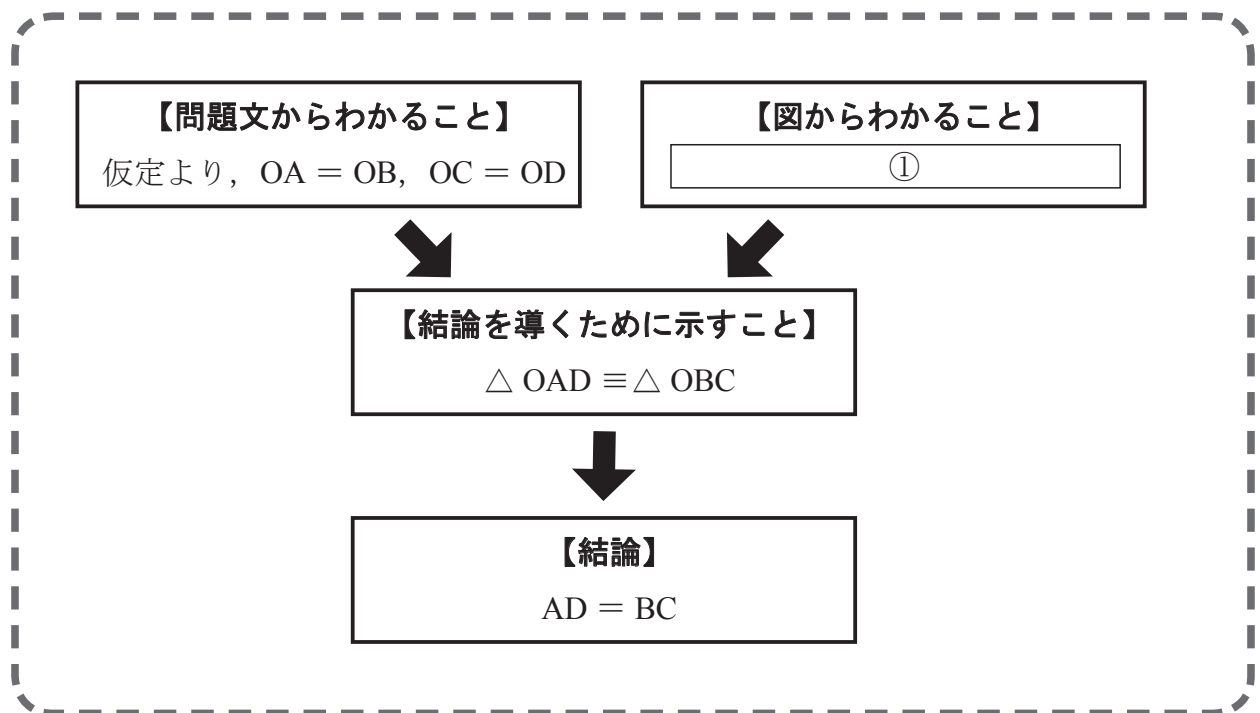 【問題文からわかること】
仮定より，OA = OB，OC = OD
【図からわかること】
①
【結論を導くために示すこと】
△ OAD ≡ △ OBC
【結論】
AD = BC